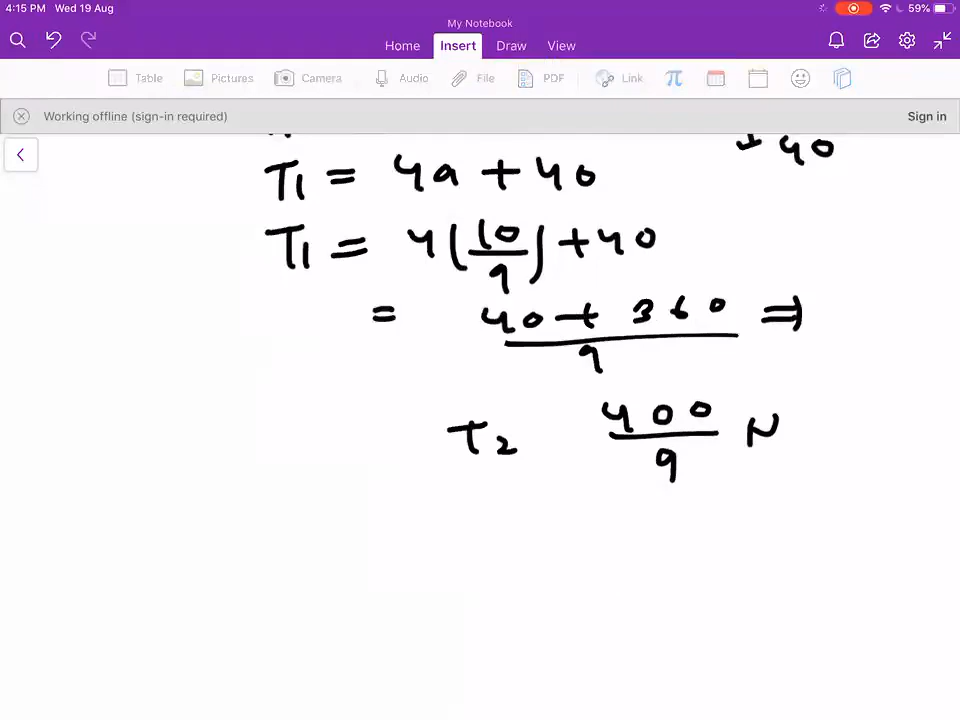 4:15 PM Wed 19 Aug 59%
My Notebook
Home Insert Draw View
Table Pictures Camera Audio File PDF Link
Working offline (sign-in required) Sign in
↓ 40
T1 = 4a + 40
T1 = 4(10/9) + 40
= 40 + 360 / 9 ⇒
T2 400/9 N